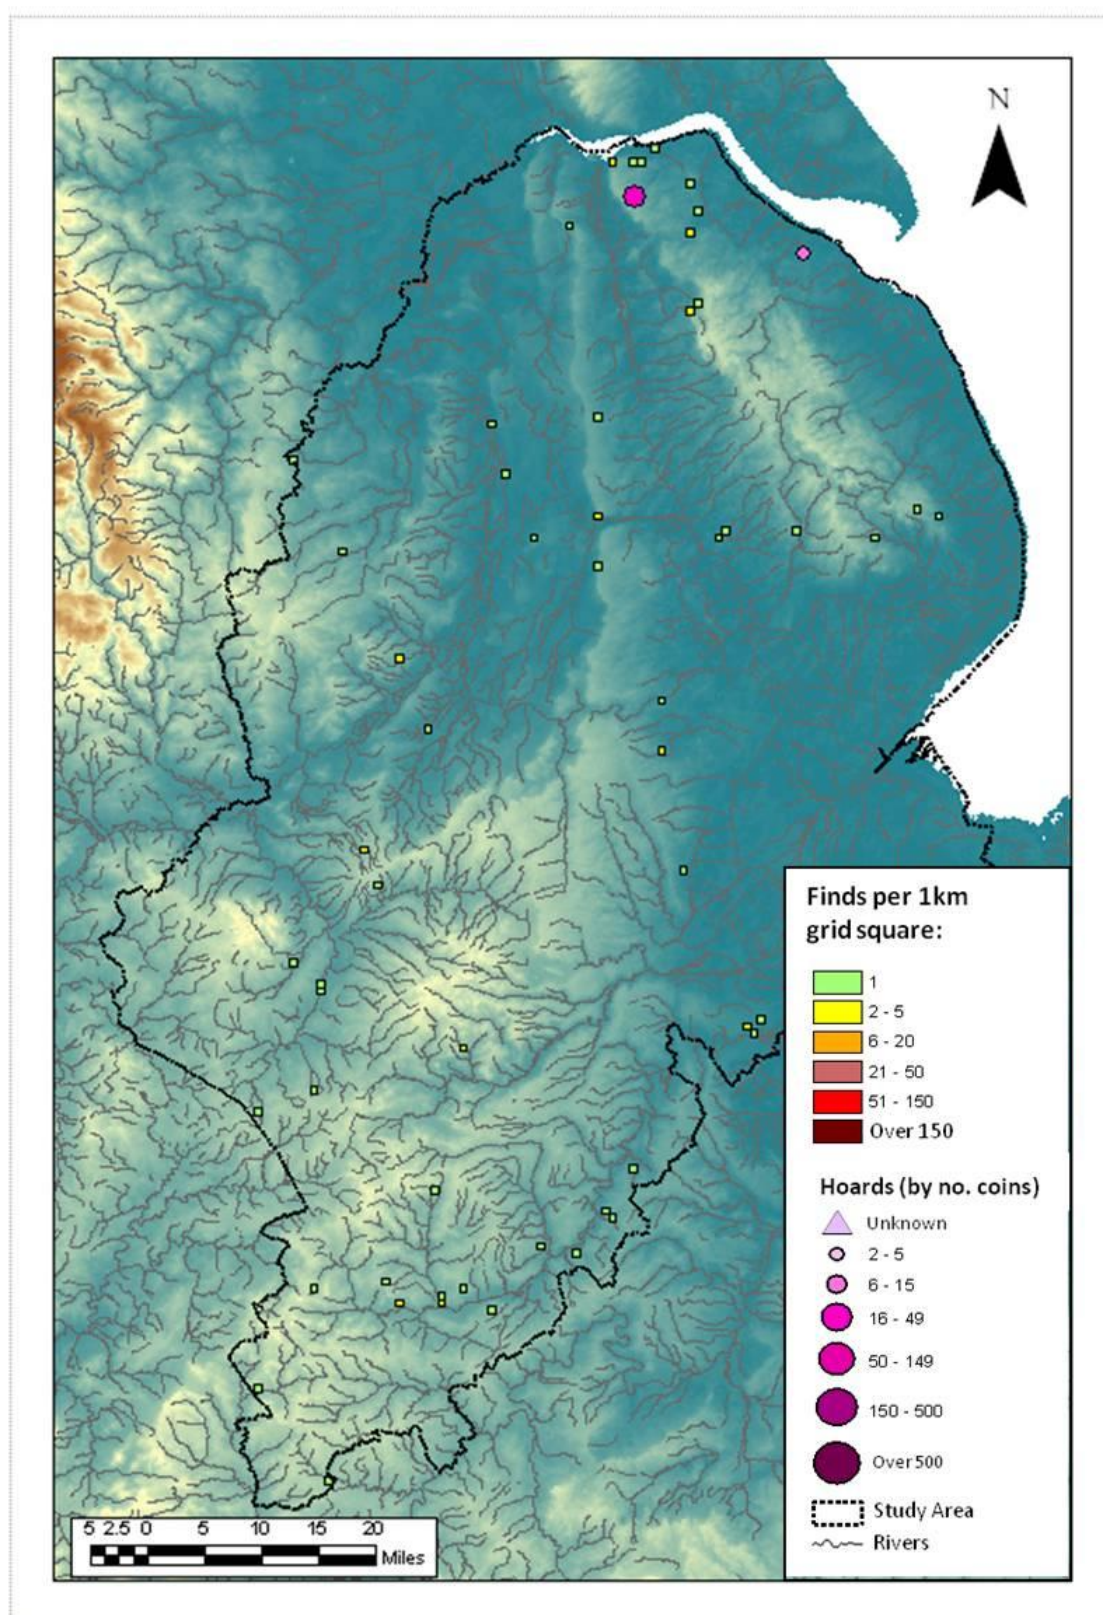 N
Finds per 1km
grid square:
1
2 - 5
6 - 20
21 - 50
51 - 150
Over 150
Hoards (by no. coins)
Unknown
2 - 5
6 - 15
16 - 49
50 - 149
150 - 500
Over 500
Study Area
Rivers
5 2.5 0 5 10 15 20
Miles